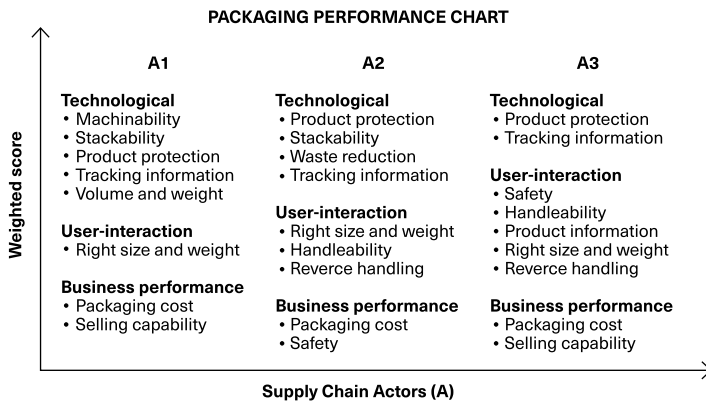 PACKAGING PERFORMANCE CHART
Weighted score
A1
Technological
• Machinability
• Stackability
• Product protection
• Tracking information
• Volume and weight
User-interaction
• Right size and weight
Business performance
• Packaging cost
• Selling capability
A2
Technological
• Product protection
• Stackability
• Waste reduction
• Tracking information
User-interaction
• Right size and weight
• Handleability
• Reverce handling
Business performance
• Packaging cost
• Safety
A3
Technological
• Product protection
• Tracking information
User-interaction
• Safety
• Handleability
• Product information
• Right size and weight
• Reverce handling
Business performance
• Packaging cost
• Selling capability
Supply Chain Actors (A)